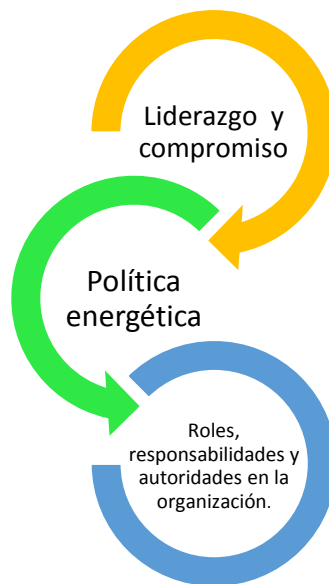 Liderazgo y
compromiso
Política
energética
Roles,
responsabilidades y
autoridades en la
organización.